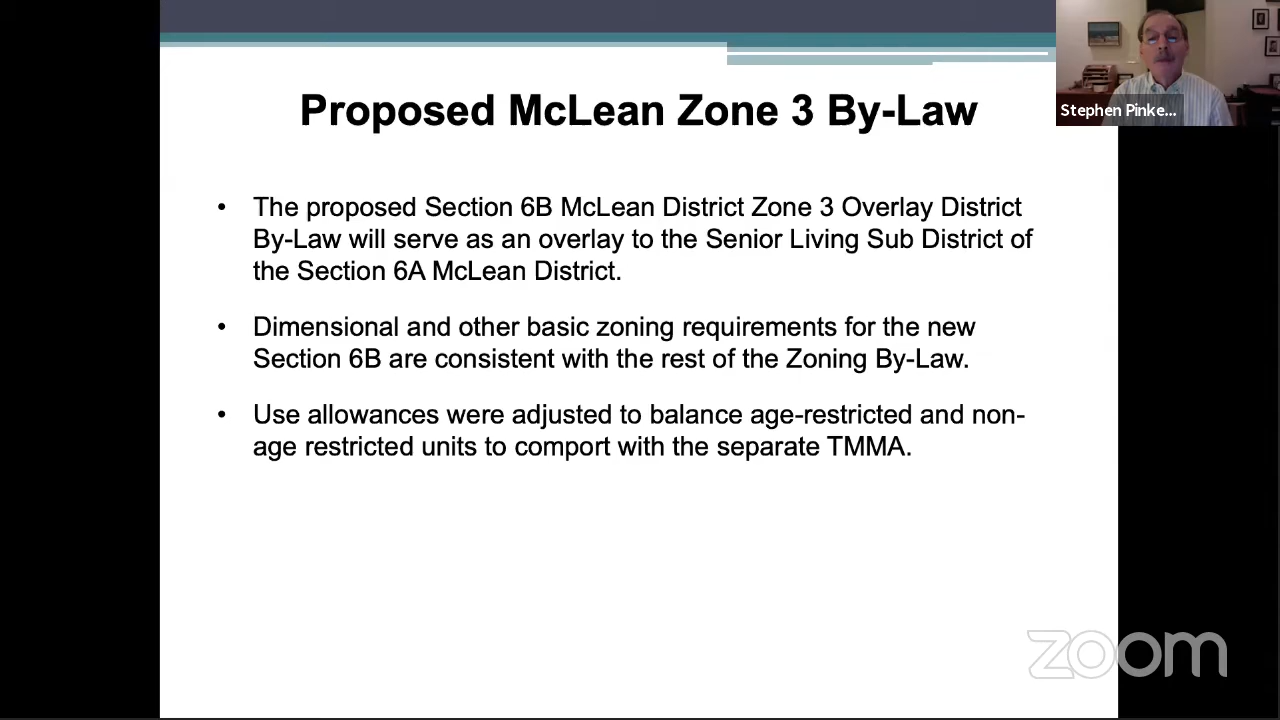 Proposed McLean Zone 3 By-Law
Stephen Pinke...
• The proposed Section 6B McLean District Zone 3 Overlay District
By-Law will serve as an overlay to the Senior Living Sub District of
the Section 6A McLean District.
• Dimensional and other basic zoning requirements for the new
Section 6B are consistent with the rest of the Zoning By-Law.
• Use allowances were adjusted to balance age-restricted and non-
age restricted units to comport with the separate TMMA.
zoom